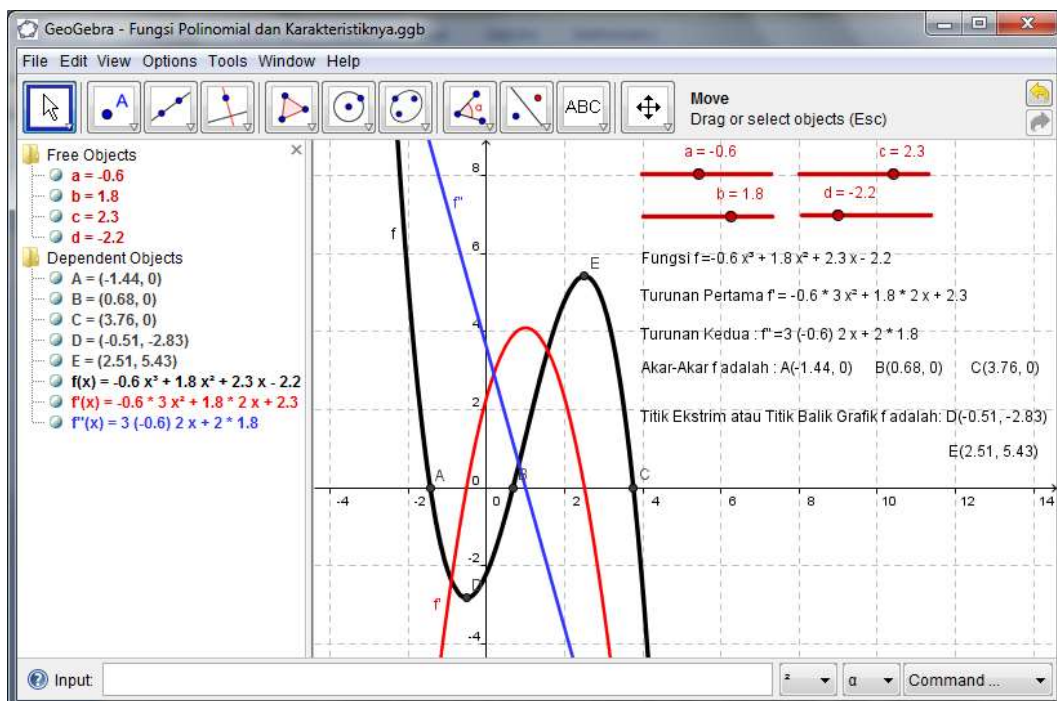 GeoGebra - Fungsi Polinomial dan Karakteristiknya.ggb
File Edit View Options Tools Window Help
A
α
ABC
Move
Drag or select objects (Esc)
Free Objects
a = -0.6
b = 1.8
c = 2.3
d = -2.2
Dependent Objects
A = (-1.44, 0)
B = (0.68, 0)
C = (3.76, 0)
D = (-0.51, -2.83)
E = (2.51, 5.43)
f(x) = -0.6 x³ + 1.8 x² + 2.3 x - 2.2
f'(x) = -0.6 * 3 x² + 1.8 * 2 x + 2.3
f''(x) = 3 (-0.6) 2 x + 2 * 1.8
a = -0.6 c = 2.3
b = 1.8 d = -2.2
Fungsi f =-0.6 x³ + 1.8 x² + 2.3 x - 2.2
Turunan Pertama f' = -0.6 * 3 x² + 1.8 * 2 x + 2.3
Turunan Kedua : f'' =3 (-0.6) 2 x + 2 * 1.8
Akar-Akar f adalah : A(-1.44, 0) B(0.68, 0) C(3.76, 0)
Titik Ekstrim atau Titik Balik Grafik f adalah: D(-0.51, -2.83)
E(2.51, 5.43)
8
f''
f
6
E
4
2
A 0 B C
-4 -2 0 2 4 6 8 10 12 14
-2
D
f'
-4
Input:
²
α
Command ...